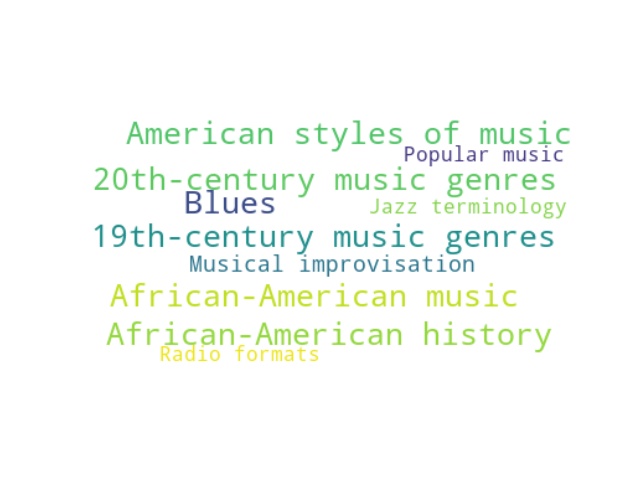 American styles of music
Popular music
20th-century music genres
Blues
Jazz terminology
19th-century music genres
Musical improvisation
African-American music
African-American history
Radio formats